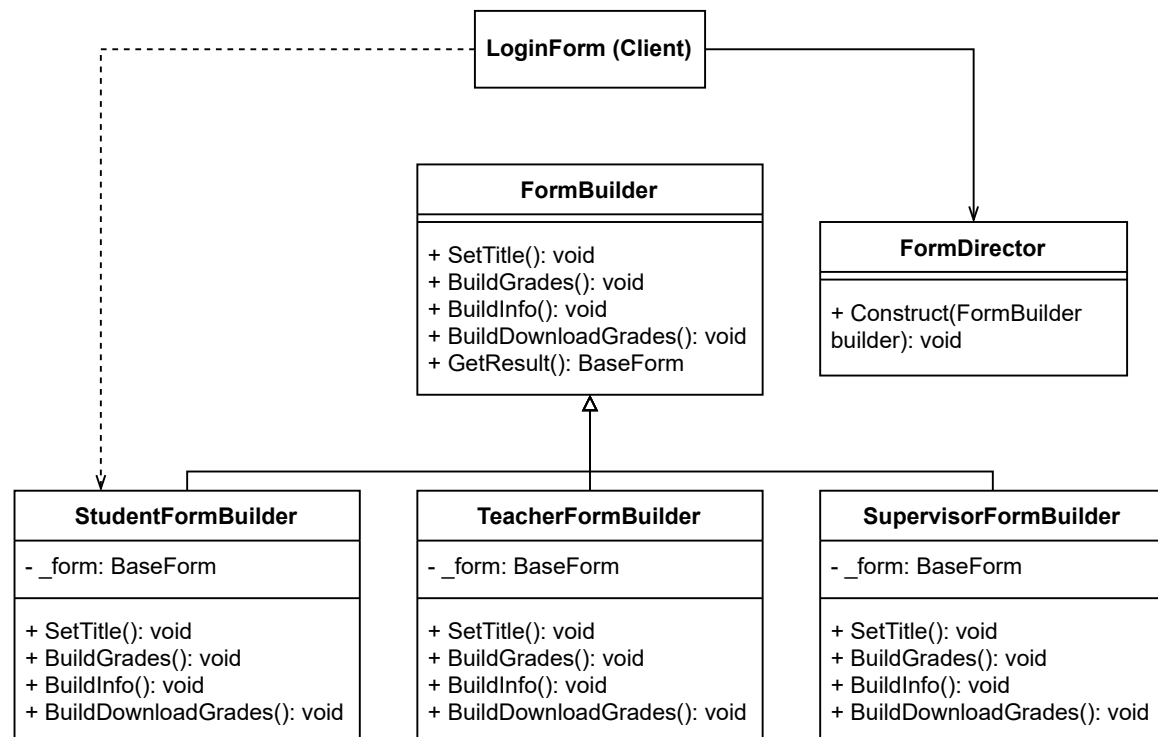 LoginForm (Client)
FormBuilder
+ SetTitle(): void
+ BuildGrades(): void
+ BuildInfo(): void
+ BuildDownloadGrades(): void
+ GetResult(): BaseForm
FormDirector
+ Construct(FormBuilder
builder): void
StudentFormBuilder
- _form: BaseForm
+ SetTitle(): void
+ BuildGrades(): void
+ BuildInfo(): void
+ BuildDownloadGrades(): void
TeacherFormBuilder
- _form: BaseForm
+ SetTitle(): void
+ BuildGrades(): void
+ BuildInfo(): void
+ BuildDownloadGrades(): void
SupervisorFormBuilder
- _form: BaseForm
+ SetTitle(): void
+ BuildGrades(): void
+ BuildInfo(): void
+ BuildDownloadGrades(): void